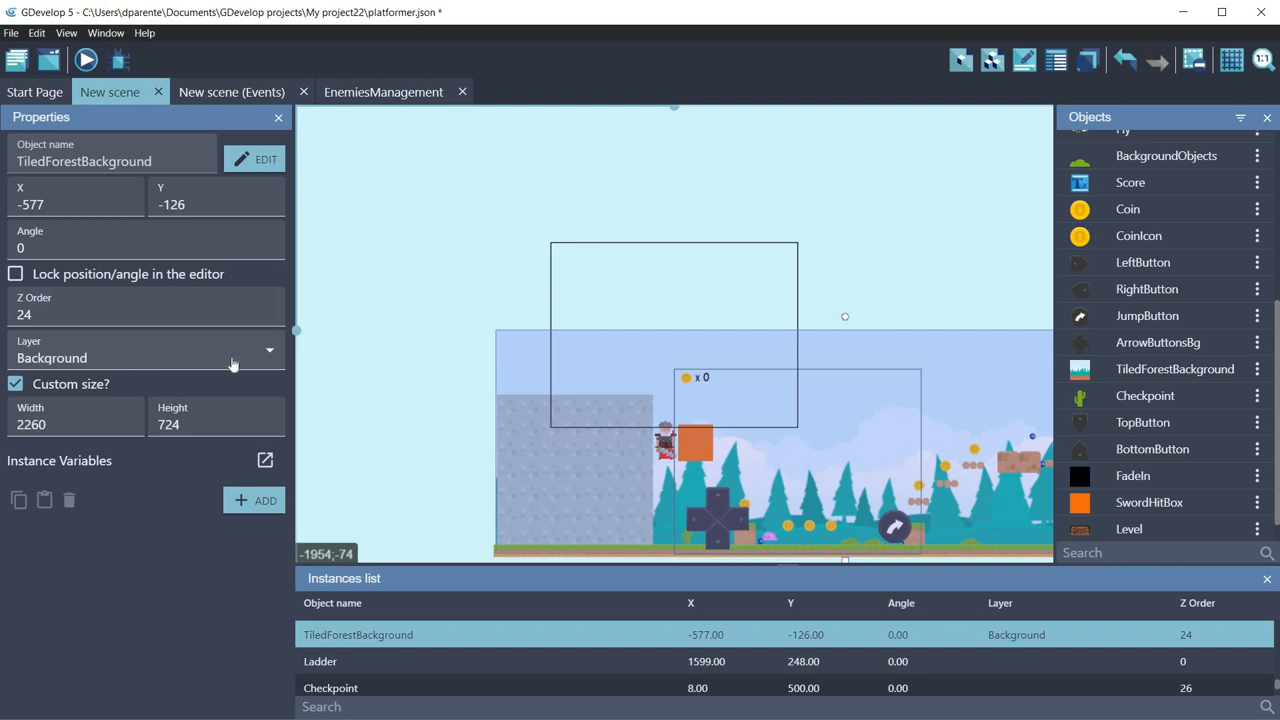 GDevelop 5 - C:\Users\dparente\Documents\GDevelop projects\My project22\platformer.json *
File Edit View Window Help
1:1
Start Page New scene New scene (Events) EnemiesManagement
Properties
Object name
TiledForestBackground
EDIT
X
-577
Y
-126
Angle
0
Lock position/angle in the editor
Z Order
24
Layer
Background
Custom size?
Width
2260
Height
724
Instance Variables
ADD
x 0
-1954;-74
Objects
Fly
BackgroundObjects
Score
Coin
CoinIcon
LeftButton
RightButton
JumpButton
ArrowButtonsBg
TiledForestBackground
Checkpoint
TopButton
BottomButton
FadeIn
SwordHitBox
Level
Search
Instances list
Object name X Y Angle Layer Z Order
TiledForestBackground -577.00 -126.00 0.00 Background 24
Ladder 1599.00 248.00 0.00 0
Checkpoint 8.00 500.00 0.00 26
Search